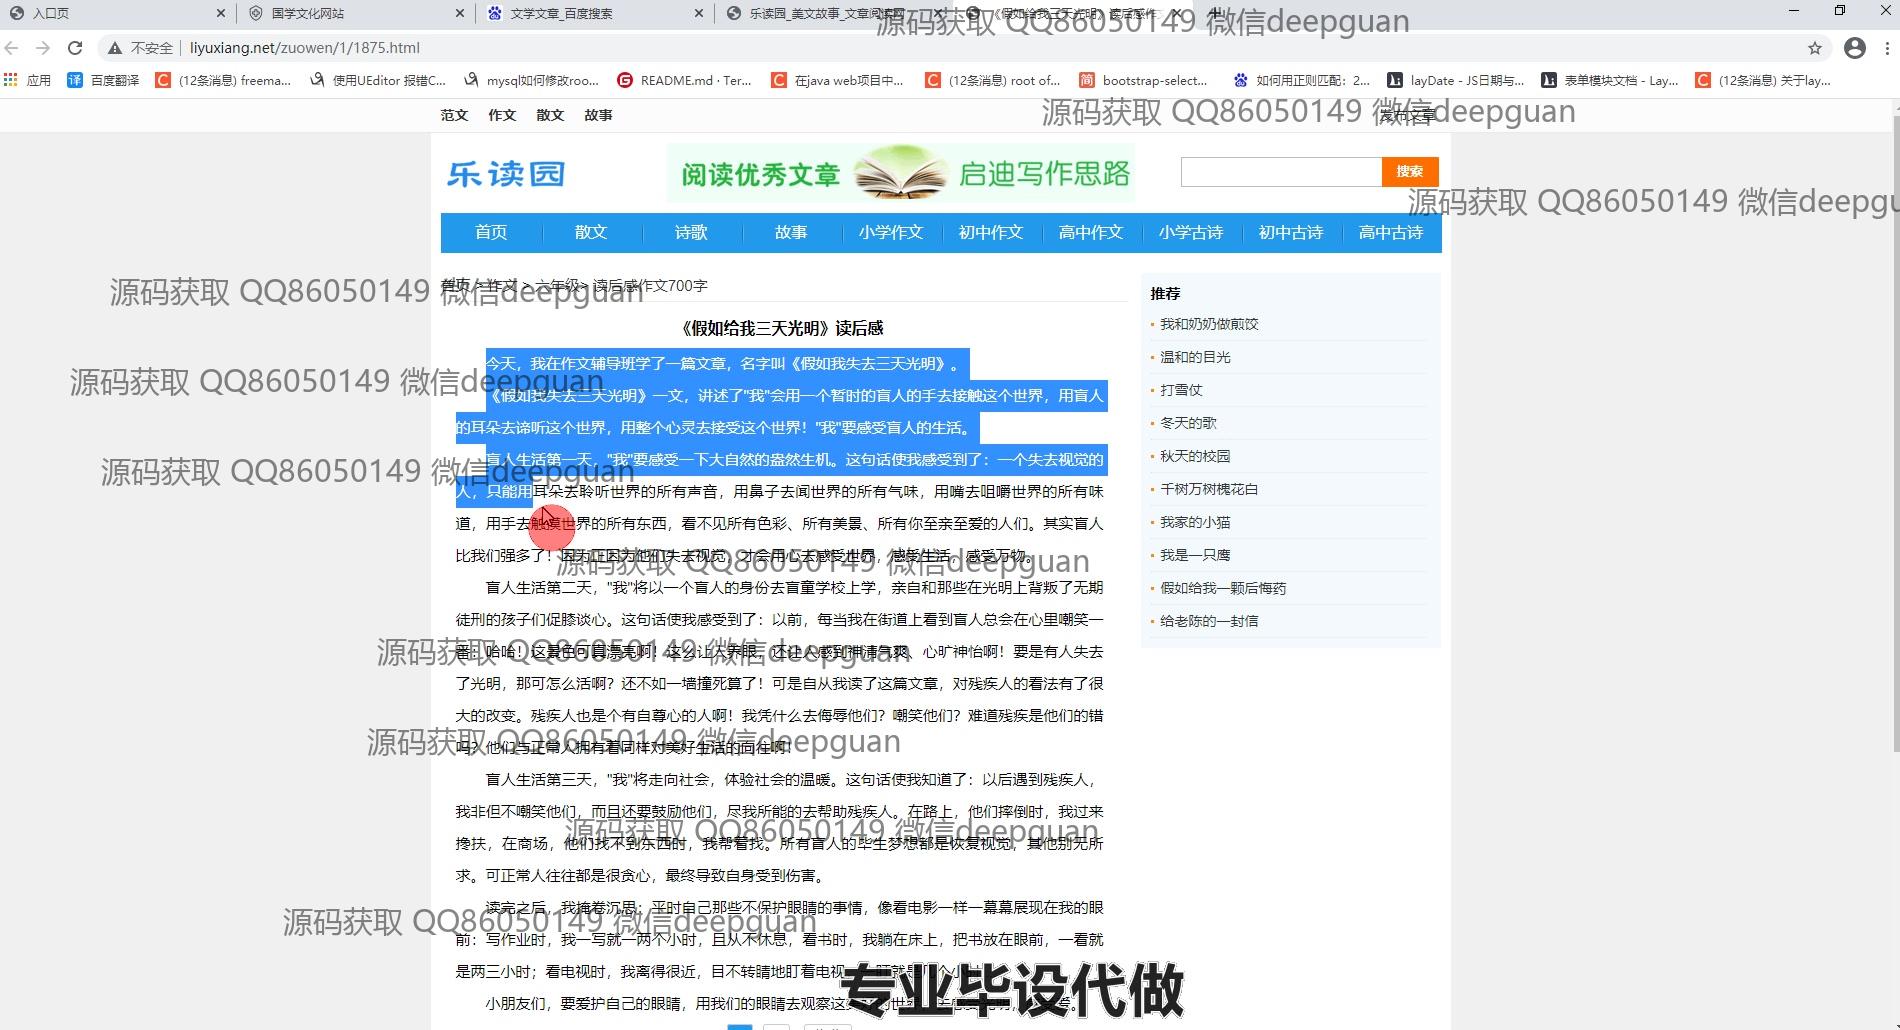 入口页
国学文化网站
文学文章_百度搜索
乐读园_美文故事_文章阅读网
《假如给我三天光明》读后感作
源码获取 QQ86050149 微信deepguan
不安全 liyuxiang.net/zuowen/1/1875.html
应用
百度翻译
(12条消息) freema...
使用UEditor 报错C...
mysql如何修改roo...
README.md · Ter...
在java web项目中...
(12条消息) root of...
bootstrap-select...
如何用正则匹配：2...
layDate - JS日期与...
表单模块文档 - Lay...
(12条消息) 关于lay...
范文 作文 散文 故事
发布文章
源码获取 QQ86050149 微信deepguan
乐读园
阅读优秀文章 启迪写作思路
搜索
源码获取 QQ86050149 微信deepgu
首页 散文 诗歌 故事 小学作文 初中作文 高中作文 小学古诗 初中古诗 高中古诗
源码获取 QQ86050149 微信deepguan
首页 > 作文 > 六年级> 读后感作文700字
《假如给我三天光明》读后感
今天，我在作文辅导班学了一篇文章，名字叫《假如我失去三天光明》。
源码获取 QQ86050149 微信deepguan
《假如我失去三天光明》一文，讲述了"我"会用一个暂时的盲人的手去接触这个世界，用盲人
的耳朵去谛听这个世界，用整个心灵去接受这个世界！"我"要感受盲人的生活。
盲人生活第一天，"我"要感受一下大自然的盎然生机。这句话使我感受到了：一个失去视觉的
源码获取 QQ86050149 微信deepguan
人，只能用耳朵去聆听世界的所有声音，用鼻子去闻世界的所有气味，用嘴去咀嚼世界的所有味
道，用手去触摸世界的所有东西，看不见所有色彩、所有美景、所有你至亲至爱的人们。其实盲人
比我们强多了！因为正因为他们失去视觉，才会用心去感受世界，感受生活，感受万物。
源码获取 QQ86050149 微信deepguan
盲人生活第二天，"我"将以一个盲人的身份去盲童学校上学，亲自和那些在光明上背叛了无期
徒刑的孩子们促膝谈心。这句话使我感受到了：以前，每当我在街道上看到盲人总会在心里嘲笑一
番：哈哈！这景色可真漂亮啊！这么让人养眼，还让人感到神清气爽、心旷神怡啊！要是有人失去
源码获取 QQ86050149 微信deepguan
了光明，那可怎么活啊？还不如一墙撞死算了！可是自从我读了这篇文章，对残疾人的看法有了很
大的改变。残疾人也是个有自尊心的人啊！我凭什么去侮辱他们？嘲笑他们？难道残疾是他们的错
吗？他们与正常人拥有着同样对美好生活的向往啊！
源码获取 QQ86050149 微信deepguan
盲人生活第三天，"我"将走向社会，体验社会的温暖。这句话使我知道了：以后遇到残疾人，
我非但不嘲笑他们，而且还要鼓励他们，尽我所能的去帮助残疾人。在路上，他们摔倒时，我过来
源码获取 QQ86050149 微信deepguan
搀扶，在商场，他们找不到东西时，我帮着找。所有盲人的毕生梦想都是恢复视觉，其他别无所
求。可正常人往往都是很贪心，最终导致自身受到伤害。
读完之后，我掩卷沉思：平时自己那些不保护眼睛的事情，像看电影一样一幕幕展现在我的眼
源码获取 QQ86050149 微信deepguan
前：写作业时，我一写就一两个小时，且从不休息，看书时，我躺在床上，把书放在眼前，一看就
是两三小时；看电视时，我离得很近，目不转睛地盯着电视
小朋友们，要爱护自己的眼睛，用我们的眼睛去观察这
专业毕设代做
推荐
我和奶奶做煎饺
温和的目光
打雪仗
冬天的歌
秋天的校园
千树万树槐花白
我家的小猫
我是一只鹰
假如给我一颗后悔药
给老陈的一封信